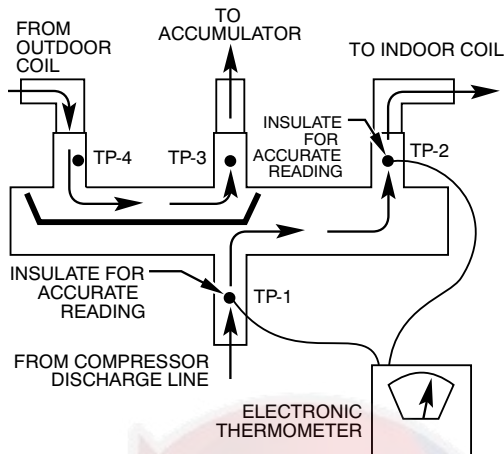 FROM
OUTDOOR
COIL
TO
ACCUMULATOR
TO INDOOR COIL
INSULATE
FOR
ACCURATE
READING
TP-4
TP-3
TP-2
INSULATE FOR
ACCURATE
READING
TP-1
FROM COMPRESSOR
DISCHARGE LINE
ELECTRONIC
THERMOMETER